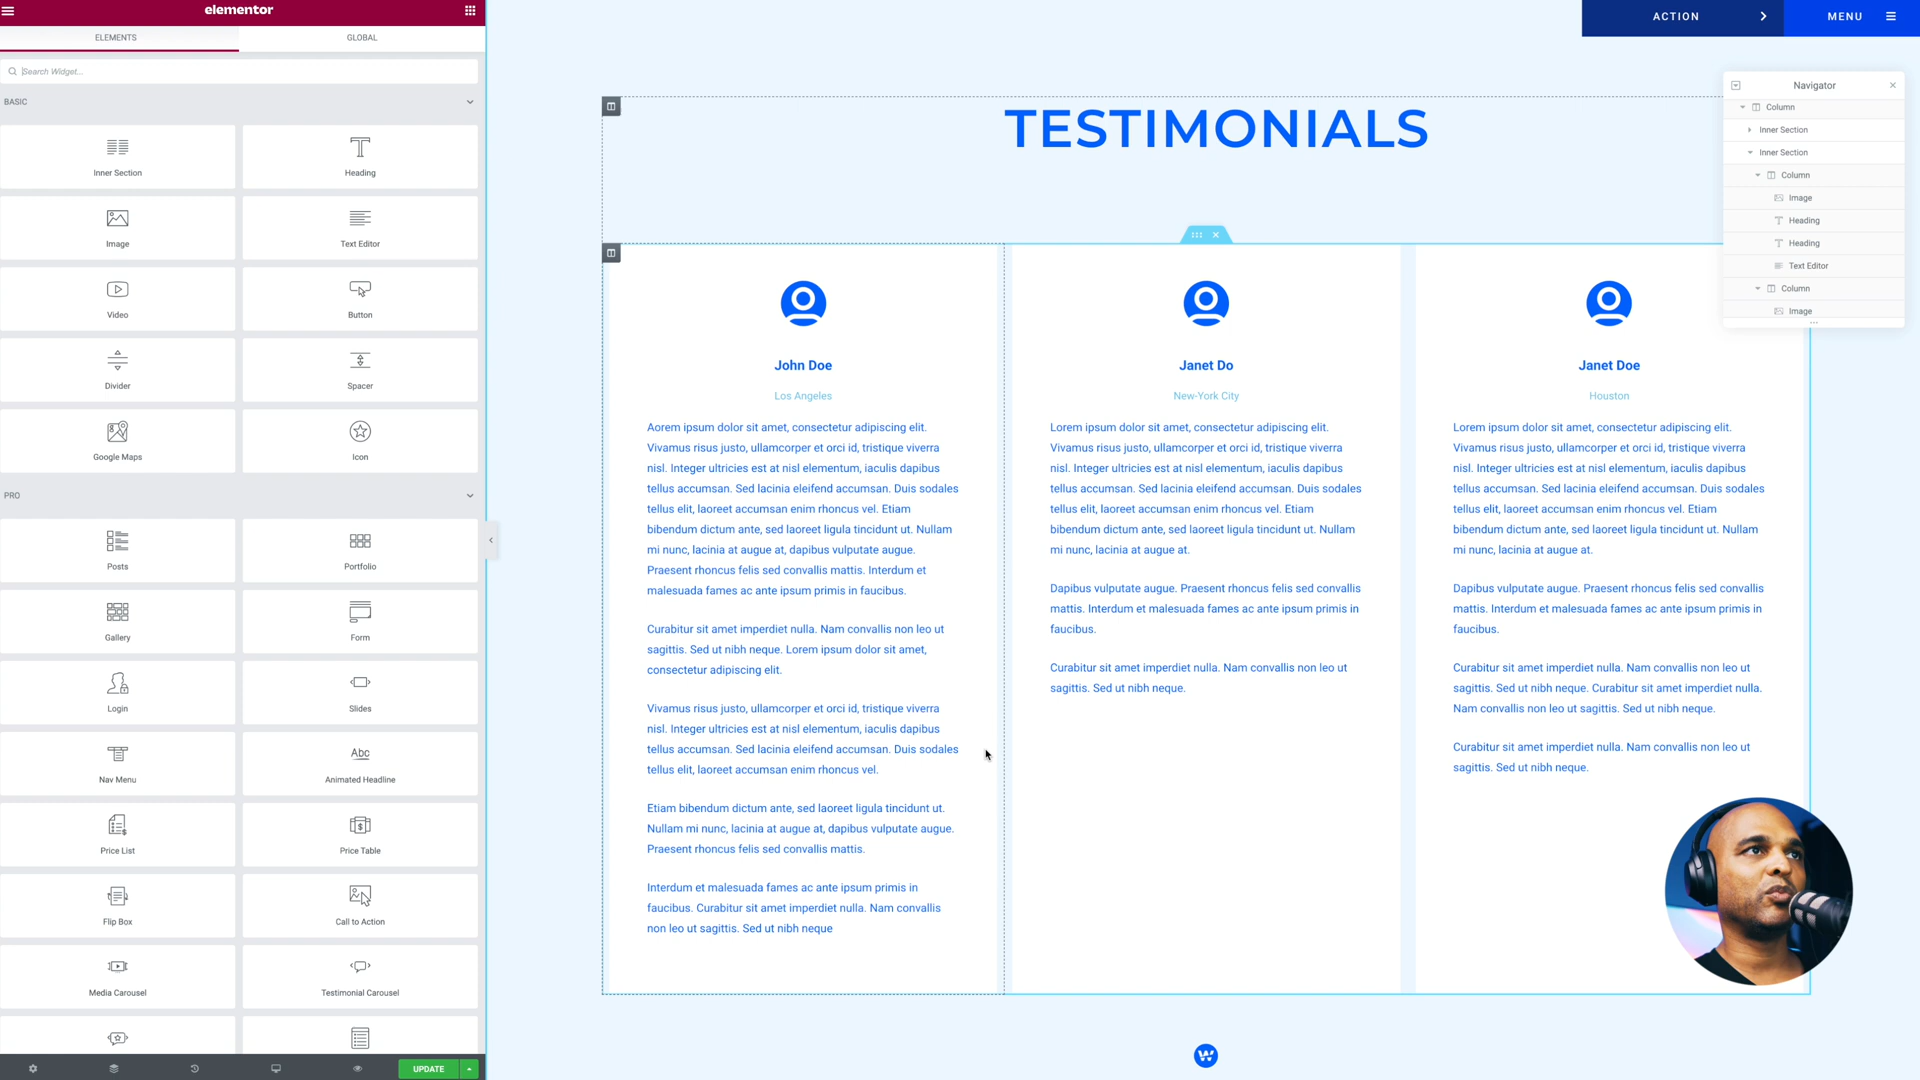 elementor
ELEMENTS
GLOBAL
Search Widget...
BASIC
Inner Section
Heading
Image
Text Editor
Video
Button
Divider
Spacer
Google Maps
Icon
PRO
Posts
Portfolio
Gallery
Form
Login
Slides
Nav Menu
Abc
Animated Headline
Price List
Price Table
Flip Box
Call to Action
Media Carousel
Testimonial Carousel
UPDATE
ACTION
MENU
TESTIMONIALS
John Doe
Los Angeles
Aorem ipsum dolor sit amet, consectetur adipiscing elit.
Vivamus risus justo, ullamcorper et orci id, tristique viverra
nisl. Integer ultricies est at nisl elementum, iaculis dapibus
tellus accumsan. Sed lacinia eleifend accumsan. Duis sodales
tellus elit, laoreet accumsan enim rhoncus vel. Etiam
bibendum dictum ante, sed laoreet ligula tincidunt ut. Nullam
mi nunc, lacinia at augue at, dapibus vulputate augue.
Praesent rhoncus felis sed convallis mattis. Interdum et
malesuada fames ac ante ipsum primis in faucibus.
Curabitur sit amet imperdiet nulla. Nam convallis non leo ut
sagittis. Sed ut nibh neque. Lorem ipsum dolor sit amet,
consectetur adipiscing elit.
Vivamus risus justo, ullamcorper et orci id, tristique viverra
nisl. Integer ultricies est at nisl elementum, iaculis dapibus
tellus accumsan. Sed lacinia eleifend accumsan. Duis sodales
tellus elit, laoreet accumsan enim rhoncus vel.
Etiam bibendum dictum ante, sed laoreet ligula tincidunt ut.
Nullam mi nunc, lacinia at augue at, dapibus vulputate augue.
Praesent rhoncus felis sed convallis mattis.
Interdum et malesuada fames ac ante ipsum primis in
faucibus. Curabitur sit amet imperdiet nulla. Nam convallis
non leo ut sagittis. Sed ut nibh neque
Janet Do
New-York City
Lorem ipsum dolor sit amet, consectetur adipiscing elit.
Vivamus risus justo, ullamcorper et orci id, tristique viverra
nisl. Integer ultricies est at nisl elementum, iaculis dapibus
tellus accumsan. Sed lacinia eleifend accumsan. Duis sodales
tellus elit, laoreet accumsan enim rhoncus vel. Etiam
bibendum dictum ante, sed laoreet ligula tincidunt ut. Nullam
mi nunc, lacinia at augue at.
Dapibus vulputate augue. Praesent rhoncus felis sed convallis
mattis. Interdum et malesuada fames ac ante ipsum primis in
faucibus.
Curabitur sit amet imperdiet nulla. Nam convallis non leo ut
sagittis. Sed ut nibh neque.
Janet Doe
Houston
Lorem ipsum dolor sit amet, consectetur adipiscing elit.
Vivamus risus justo, ullamcorper et orci id, tristique viverra
nisl. Integer ultricies est at nisl elementum, iaculis dapibus
tellus accumsan. Sed lacinia eleifend accumsan. Duis sodales
tellus elit, laoreet accumsan enim rhoncus vel. Etiam
bibendum dictum ante, sed laoreet ligula tincidunt ut. Nullam
mi nunc, lacinia at augue at.
Dapibus vulputate augue. Praesent rhoncus felis sed convallis
mattis. Interdum et malesuada fames ac ante ipsum primis in
faucibus.
Curabitur sit amet imperdiet nulla. Nam convallis non leo ut
sagittis. Sed ut nibh neque. Curabitur sit amet imperdiet nulla.
Nam convallis non leo ut sagittis. Sed ut nibh neque.
Curabitur sit amet imperdiet nulla. Nam convallis non leo ut
sagittis. Sed ut nibh neque.
Navigator
Column
Inner Section
Inner Section
Column
Image
Heading
Heading
Text Editor
Column
Image
W